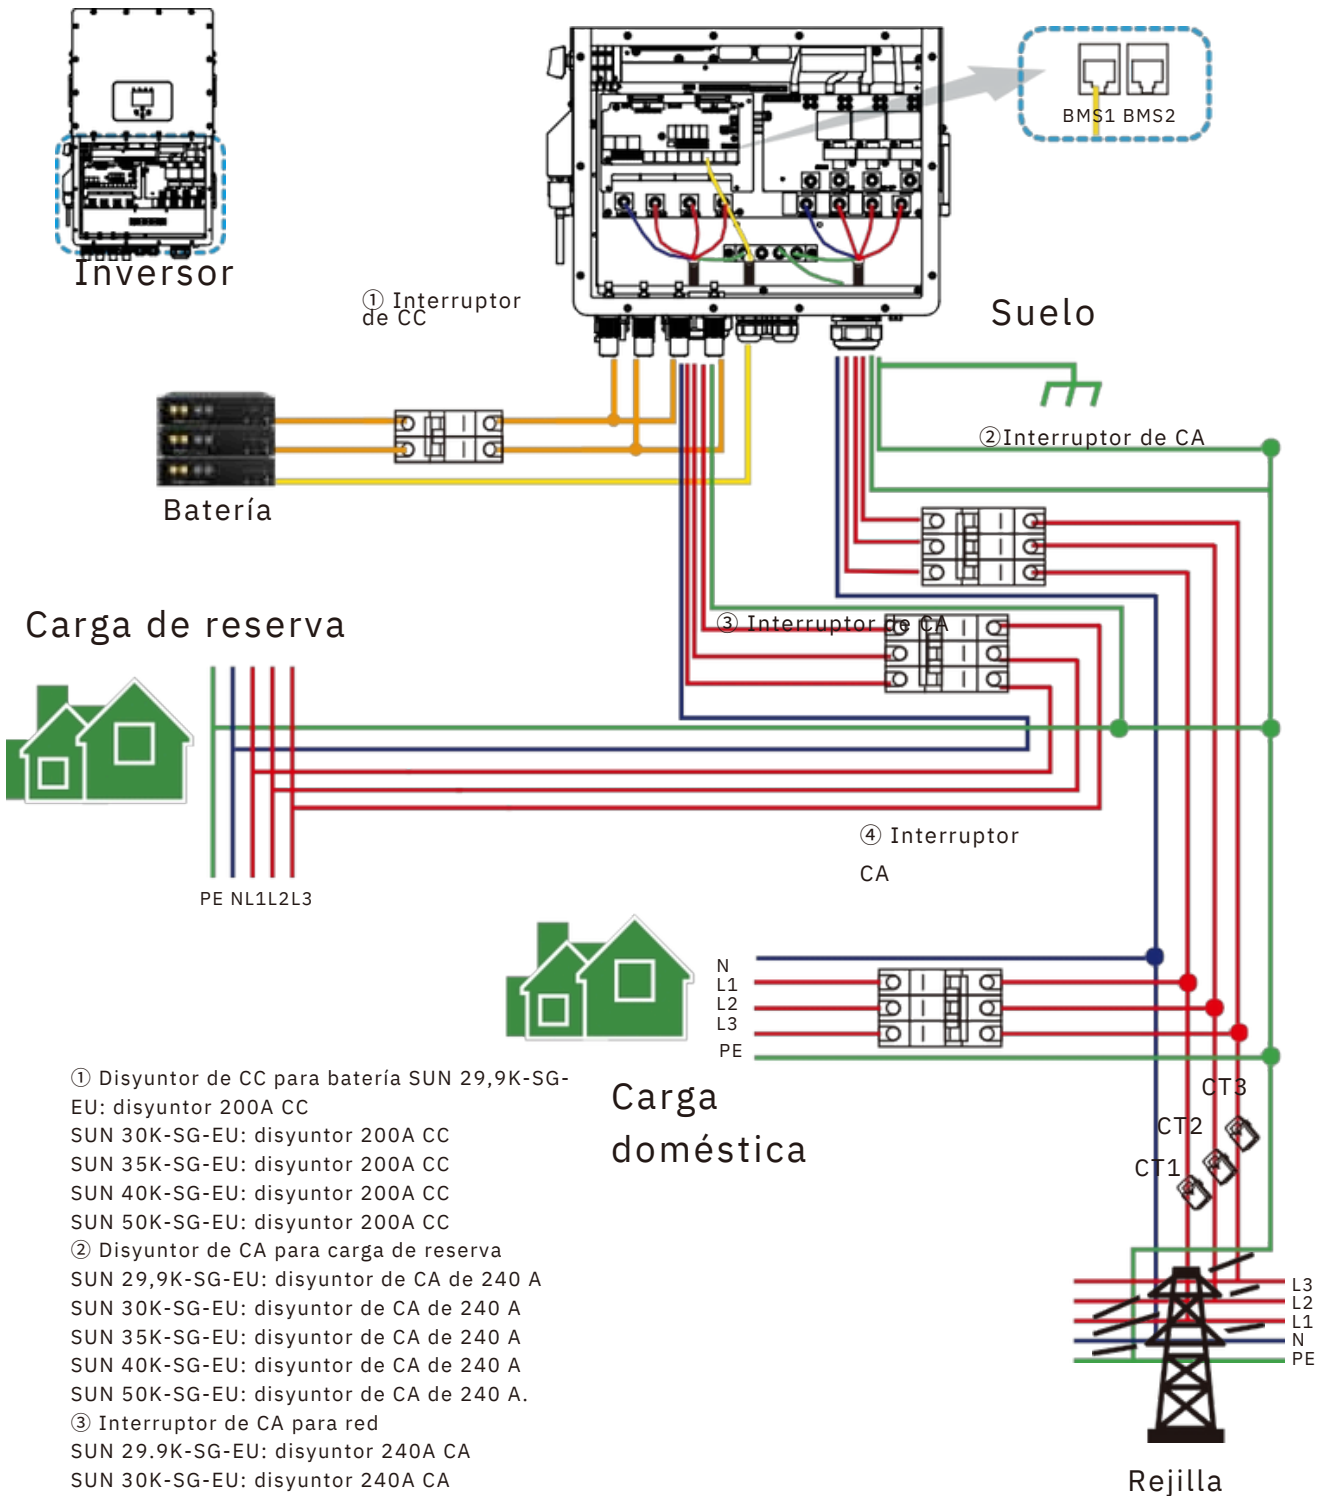 BMS1 BMS2
Inversor
① Interruptor
de CC
Suelo
②Interruptor de CA
Batería
③ Interruptor de CA
Carga de reserva
④ Interruptor
CA
PE NL1L2L3
N
L1
L2
L3
PE
Carga
doméstica
CT3
CT2
CT1
L3
L2
L1
N
PE
Rejilla
① Disyuntor de CC para batería SUN 29,9K-SG-
EU: disyuntor 200A CC
SUN 30K-SG-EU: disyuntor 200A CC
SUN 35K-SG-EU: disyuntor 200A CC
SUN 40K-SG-EU: disyuntor 200A CC
SUN 50K-SG-EU: disyuntor 200A CC
② Disyuntor de CA para carga de reserva
SUN 29,9K-SG-EU: disyuntor de CA de 240 A
SUN 30K-SG-EU: disyuntor de CA de 240 A
SUN 35K-SG-EU: disyuntor de CA de 240 A
SUN 40K-SG-EU: disyuntor de CA de 240 A
SUN 50K-SG-EU: disyuntor de CA de 240 A.
③ Interruptor de CA para red
SUN 29.9K-SG-EU: disyuntor 240A CA
SUN 30K-SG-EU: disyuntor 240A CA